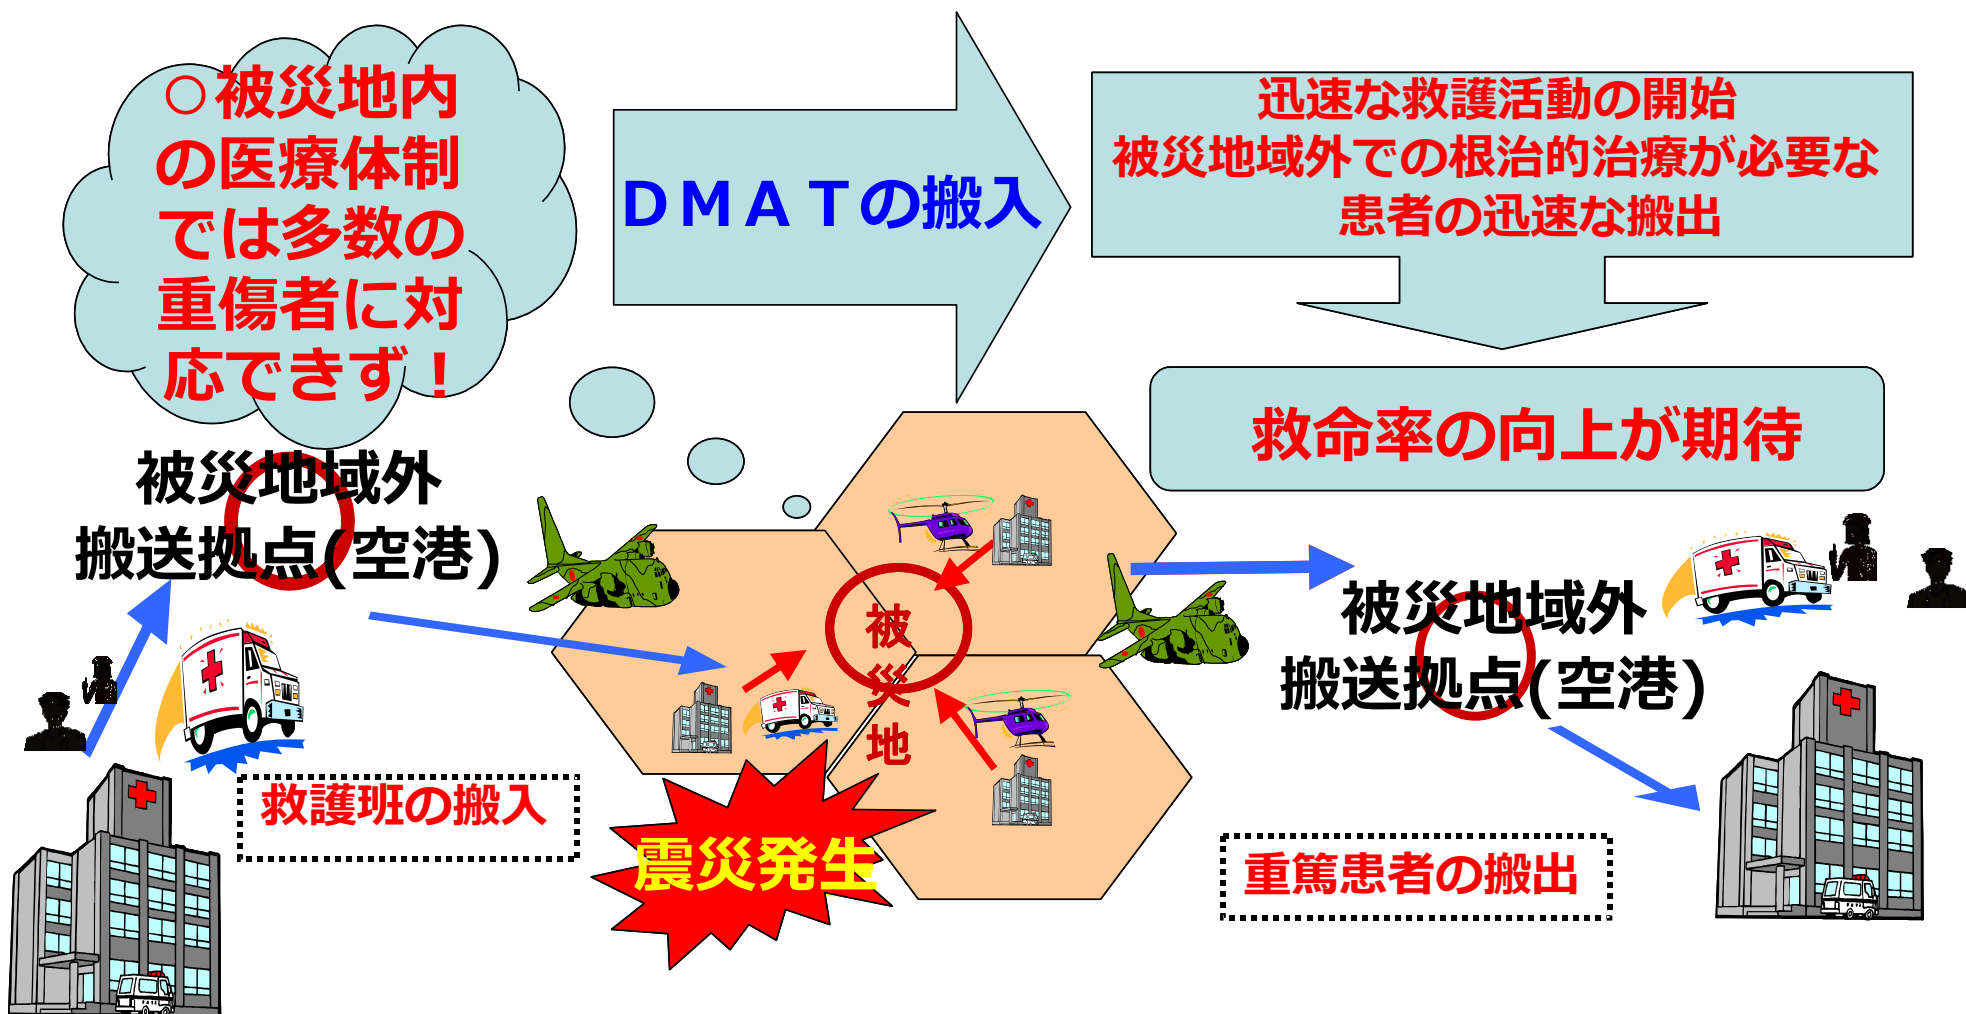 ○被災地内
の医療体制
では多数の
重傷者に対
応できず！
ＤＭＡＴの搬入
迅速な救護活動の開始
被災地域外での根治的治療が必要な
患者の迅速な搬出
救命率の向上が期待
被災地域外
搬送拠点(空港)
被
災
地
被災地域外
搬送拠点(空港)
救護班の搬入
震災発生
重篤患者の搬出